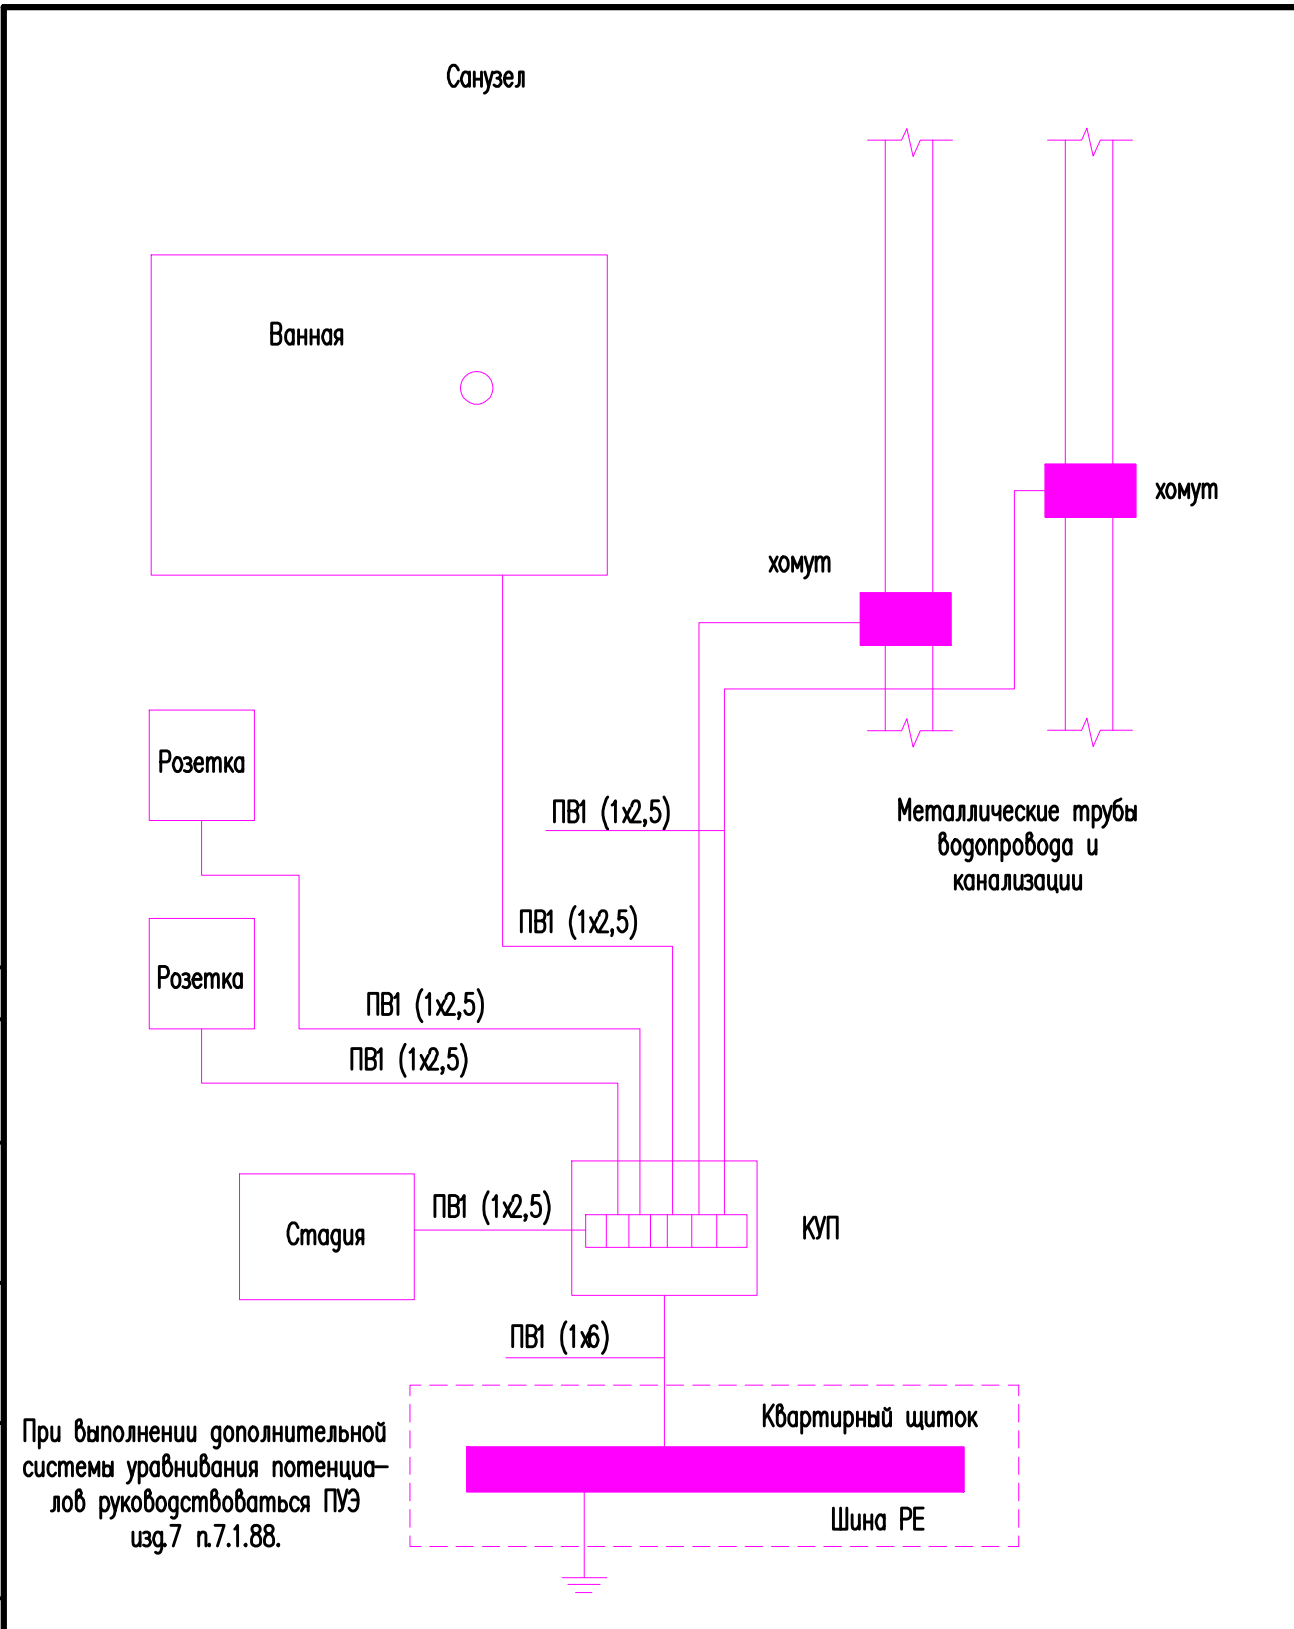 Санузел
Ванная
хомут
хомут
Розетка
ПВ1 (1х2,5)
Металлические трубы
водопровода и
канализации
ПВ1 (1х2,5)
Розетка
ПВ1 (1х2,5)
ПВ1 (1х2,5)
Стадия
ПВ1 (1х2,5)
КУП
ПВ1 (1х6)
Квартирный щиток
Шина РЕ
При выполнении дополнительной
системы уравнивания потенциа-
лов руководствоваться ПУЭ
изд.7 п.7.1.88.